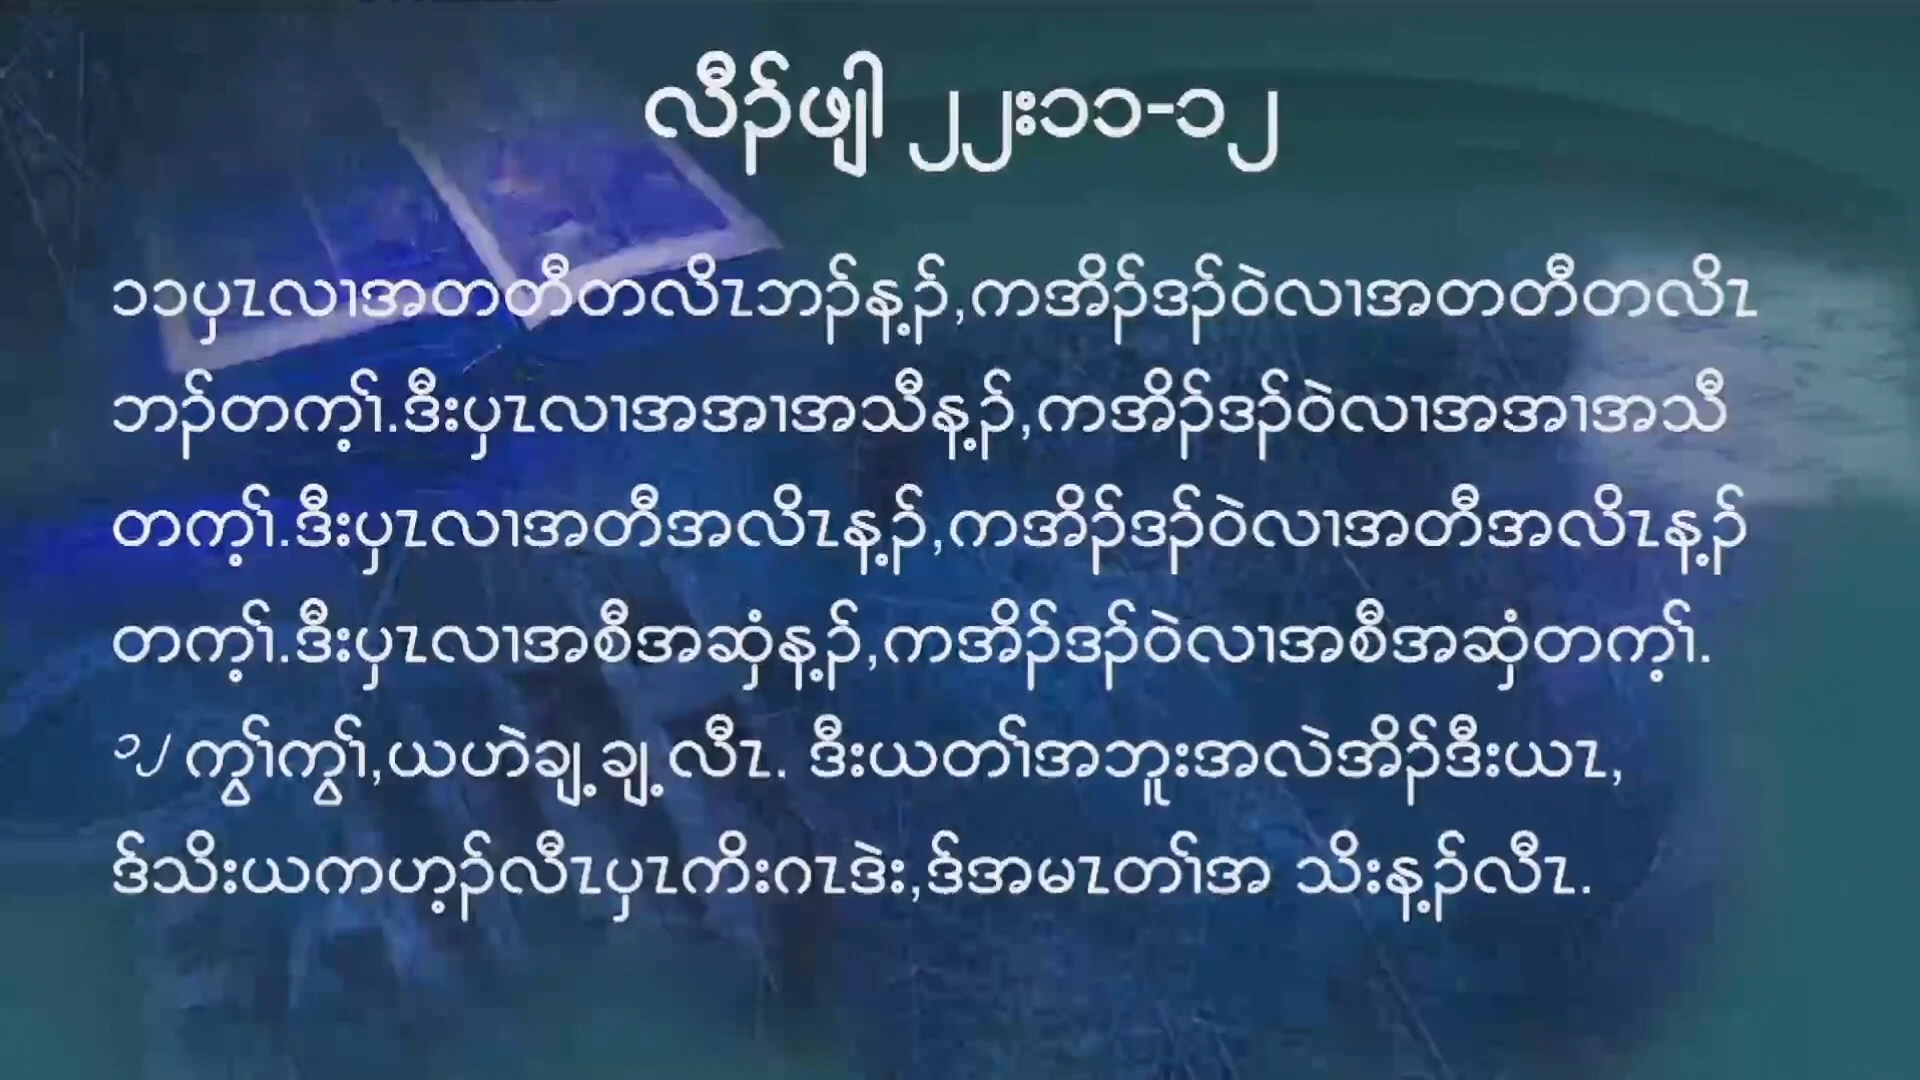 လီၣ်ဖျါ ၂၂း၁၁-၁၂
၁၁ပှၤလၢအတတီတလိၤဘၣ်န့ၣ်,ကအိၣ်ဒၣ်ဝဲလၢအတတီတလိၤ
ဘၣ်တက့ၢ်.ဒီးပှၤလၢအအၢအသီန့ၣ်,ကအိၣ်ဒၣ်ဝဲလၢအအၢအသီ
တက့ၢ်.ဒီးပှၤလၢအတီအလိၤန့ၣ်,ကအိၣ်ဒၣ်ဝဲလၢအတီအလိၤန့ၣ်
တက့ၢ်.ဒီးပှၤလၢအစီအဆှံန့ၣ်,ကအိၣ်ဒၣ်ဝဲလၢအစီအဆှံတက့ၢ်.
၁၂ ကွၢ်ကွၢ်,ယဟဲချ့ချ့လီၤ. ဒီးယတၢ်အဘူးအလဲအိၣ်ဒီးယၤ,
ဒ်သိးယကဟ့ၣ်လီၤပှၤကိးဂၤဒဲး,ဒ်အမၤတၢ်အ သိးန့ၣ်လီၤ.